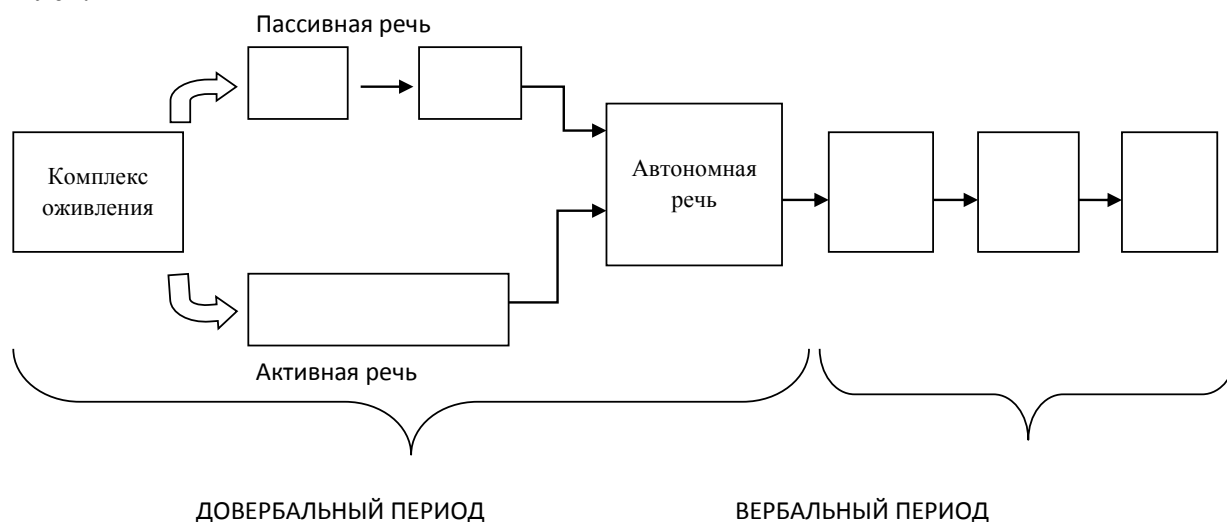 Пассивная речь
Комплекс
оживления
Автономная
речь
Активная речь
ДОВЕРБАЛЬНЫЙ ПЕРИОД
ВЕРБАЛЬНЫЙ ПЕРИОД